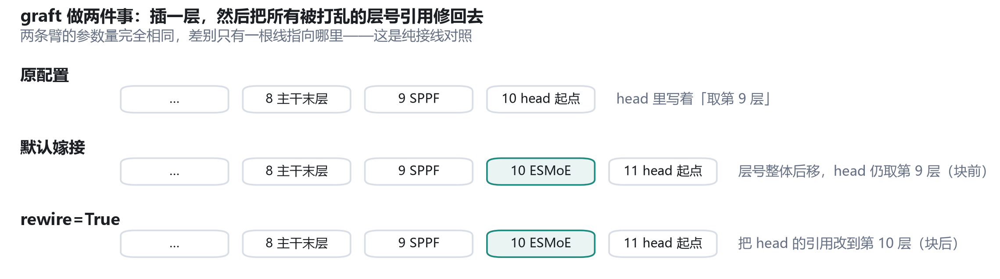 graft 做两件事：插一层，然后把所有被打乱的层号引用修回去
两条臂的参数量完全相同，差别只有一根线指向哪里——这是纯接线对照
原配置
... 8 主干末层 9 SPPF 10 head 起点 head 里写着「取第 9 层」
默认嫁接
... 8 主干末层 9 SPPF 10 ESMoE 11 head 起点 层号整体后移，head 仍取第 9 层（块前）
rewire=True
... 8 主干末层 9 SPPF 10 ESMoE 11 head 起点 把 head 的引用改到第 10 层（块后）